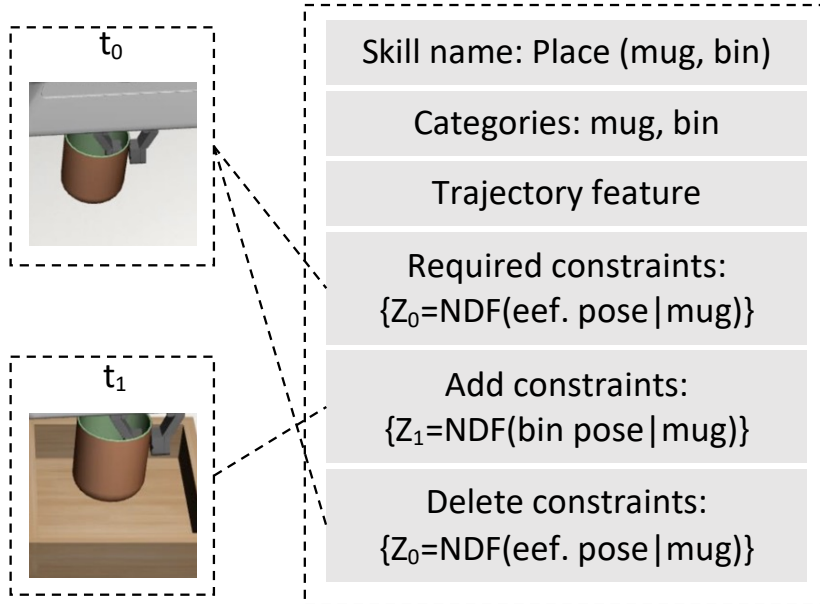 t₀
t₁
Skill name: Place (mug, bin)
Categories: mug, bin
Trajectory feature
Required constraints:
{Z₀=NDF(eef. pose|mug)}
Add constraints:
{Z₁=NDF(bin pose|mug)}
Delete constraints:
{Z₀=NDF(eef. pose|mug)}